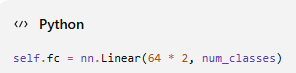 </> Python
self.fc = nn.Linear(64 * 2, num_classes)